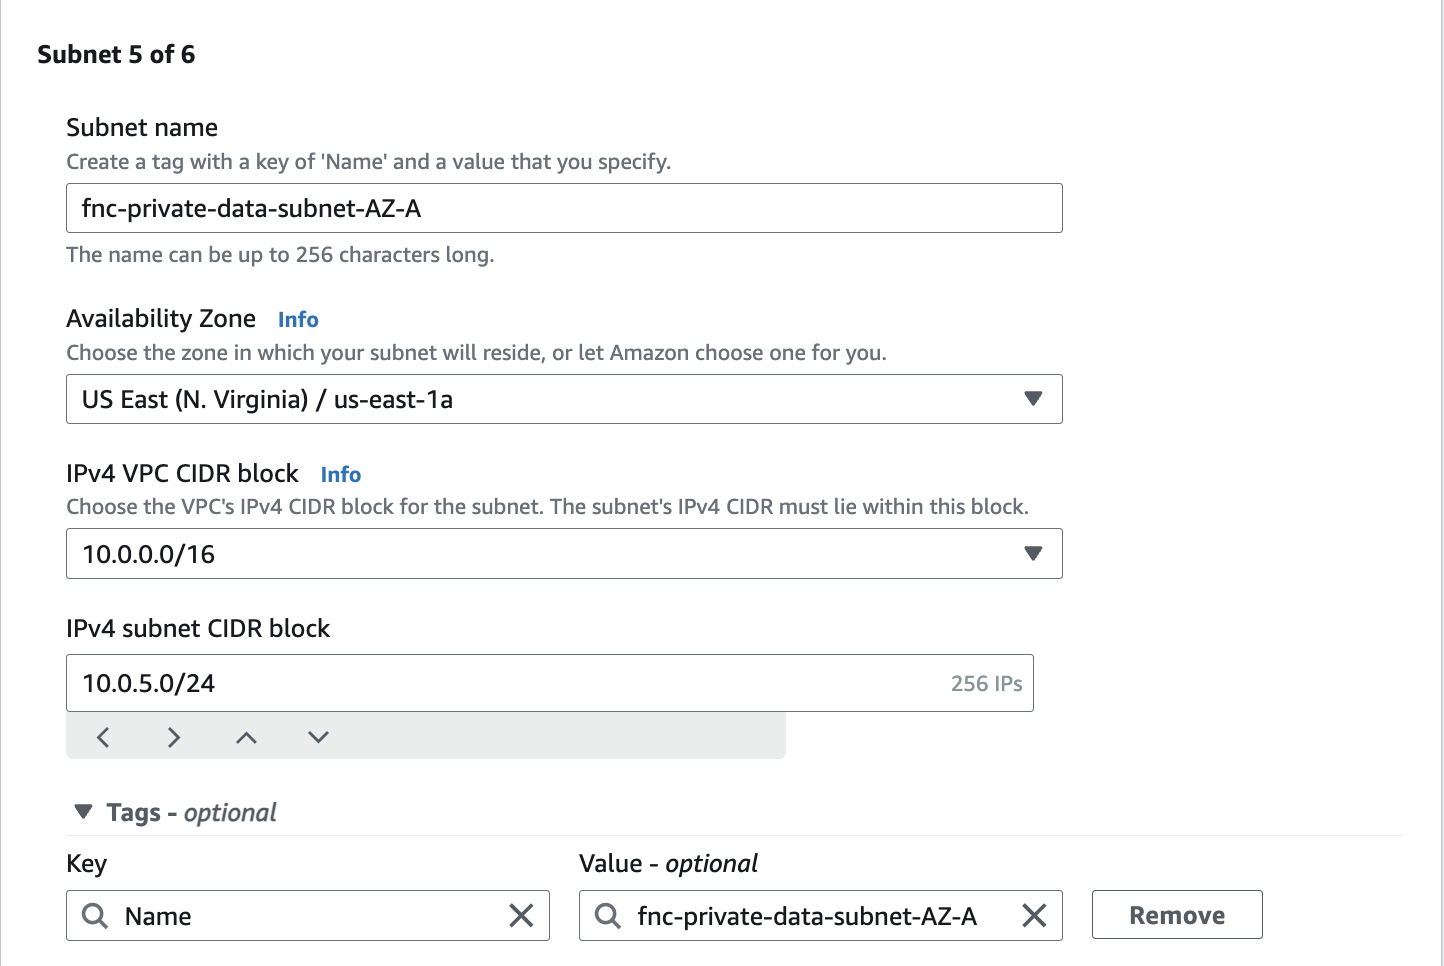 Subnet 5 of 6
Subnet name
Create a tag with a key of 'Name' and a value that you specify.
fnc-private-data-subnet-AZ-A
The name can be up to 256 characters long.
Availability Zone Info
Choose the zone in which your subnet will reside, or let Amazon choose one for you.
US East (N. Virginia) / us-east-1a
IPv4 VPC CIDR block Info
Choose the VPC's IPv4 CIDR block for the subnet. The subnet's IPv4 CIDR must lie within this block.
10.0.0.0/16
IPv4 subnet CIDR block
10.0.5.0/24 256 IPs
Tags - optional
Key Value - optional
Name fnc-private-data-subnet-AZ-A Remove